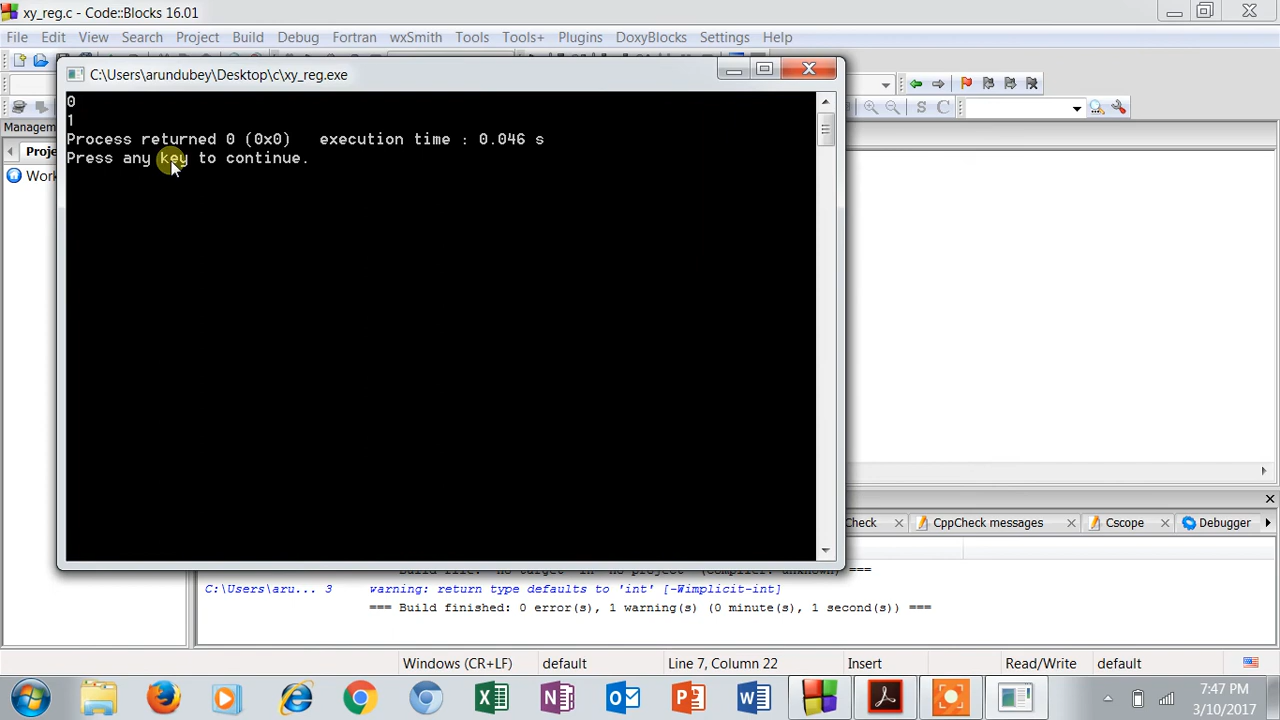 xy_reg.c - Code::Blocks 16.01
File Edit View Search Project Build Debug Fortran wxSmith Tools Tools+ Plugins DoxyBlocks Settings Help
C:\Users\arundubey\Desktop\c\xy_reg.exe
0
1
Process returned 0 (0x0)   execution time : 0.046 s
Press any key to continue.
Managem
Proje
Work
Check CppCheck messages Cscope Debugger
C:\Users\aru... 3 warning: return type defaults to 'int' [-Wimplicit-int]
=== Build finished: 0 error(s), 1 warning(s) (0 minute(s), 1 second(s)) ===
Windows (CR+LF) default Line 7, Column 22 Insert Read/Write default
7:47 PM
3/10/2017